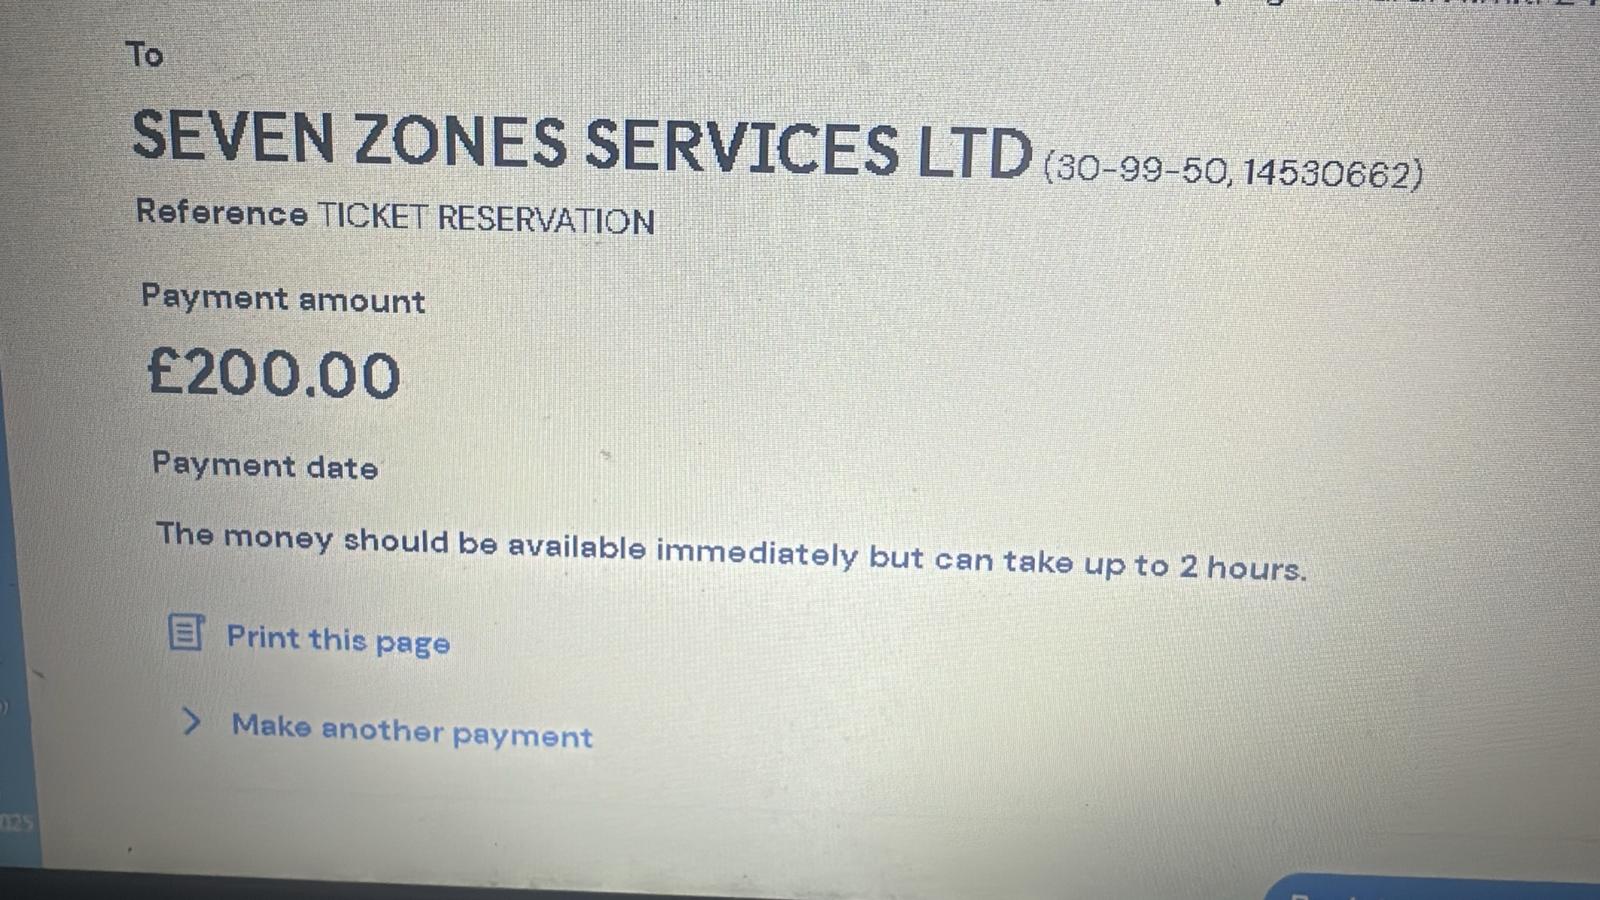 To
SEVEN ZONES SERVICES LTD (30-99-50, 14530662)
Reference TICKET RESERVATION
Payment amount
£200.00
Payment date
The money should be available immediately but can take up to 2 hours.
Print this page
Make another payment